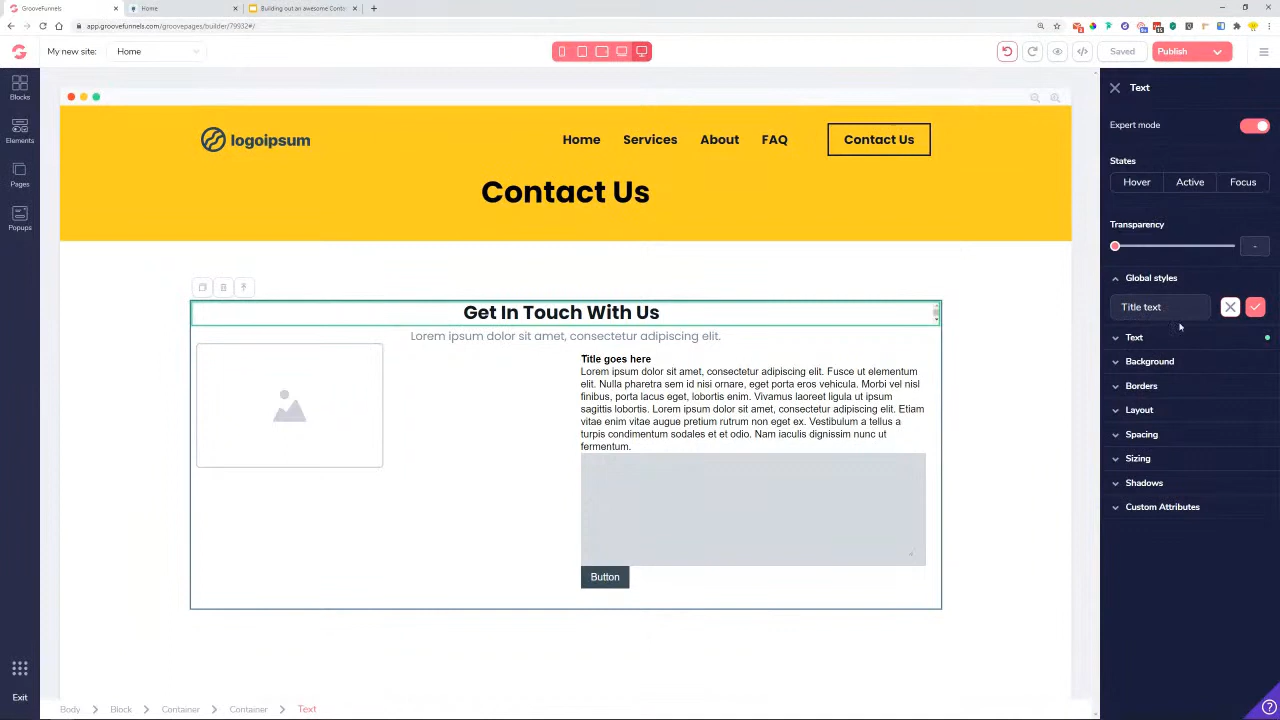 GrooveFunnels
Home
Building out an awesome Conta
app.groovefunnels.com/groovepages/builder/79932#/
My new site:
Home
Saved
Publish
Blocks
Elements
Pages
Popups
Exit
logoipsum
Home
Services
About
FAQ
Contact Us
Contact Us
Get In Touch With Us
Lorem ipsum dolor sit amet, consectetur adipiscing elit.
Title goes here
Lorem ipsum dolor sit amet, consectetur adipiscing elit. Fusce ut elementum
elit. Nulla pharetra sem id nisi ornare, eget porta eros vehicula. Morbi vel nisl
finibus, porta lacus eget, lobortis enim. Vivamus laoreet ligula ut ipsum
sagittis lobortis. Lorem ipsum dolor sit amet, consectetur adipiscing elit. Etiam
vitae enim vitae augue pretium rutrum non eget ex. Vestibulum a tellus a
turpis condimentum sodales et et odio. Nam iaculis dignissim nunc ut
fermentum.
Button
Body
Block
Container
Container
Text
Text
Expert mode
States
Hover
Active
Focus
Transparency
-
Global styles
Title text
Text
Background
Borders
Layout
Spacing
Sizing
Shadows
Custom Attributes